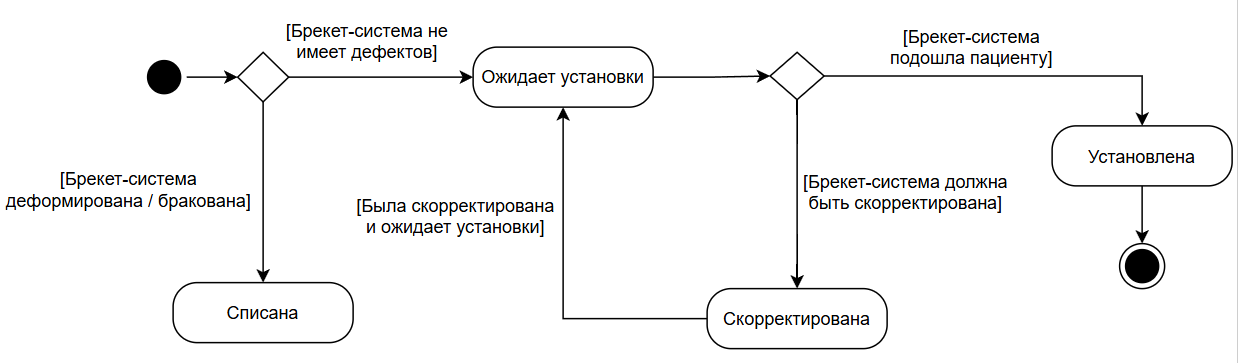 [Брекет-система не
имеет дефектов]
[Брекет-система
подошла пациенту]
Ожидает установки
Установлена
[Брекет-система
деформирована / бракована]
[Была скорректирована
и ожидает установки]
[Брекет-система должна
быть скорректирована]
Списана
Скорректирована